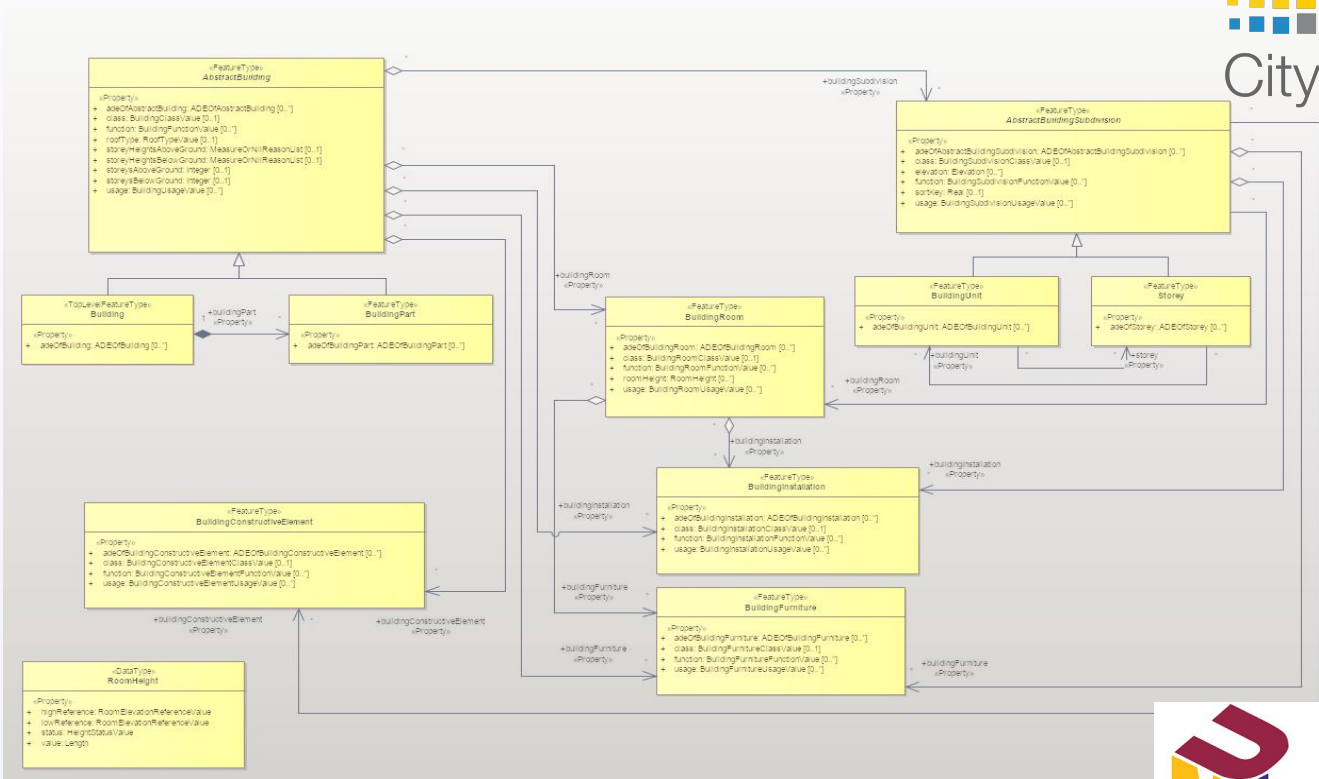 City
«FeatureType»
AbstractBuilding
«Property»
+ adeOfAbstractBuilding: ADEOfAbstractBuilding [0..*]
+ class: BuildingClassValue [0..1]
+ function: BuildingFunctionValue [0..*]
+ roofType: RoofTypeValue [0..1]
+ storeyHeightsAboveGround: MeasureOrNilReasonList [0..1]
+ storeyHeightsBelowGround: MeasureOrNilReasonList [0..1]
+ storeysAboveGround: Integer [0..1]
+ storeysBelowGround: Integer [0..1]
+ usage: BuildingUsageValue [0..*]
+buildingSubdivision
«Property»
«FeatureType»
AbstractBuildingSubdivision
«Property»
+ adeOfAbstractBuildingSubdivision: ADEOfAbstractBuildingSubdivision [0..*]
+ class: BuildingSubdivisionClassValue [0..1]
+ elevation: Elevation [0..*]
+ function: BuildingSubdivisionFunctionValue [0..*]
+ sortKey: Real [0..1]
+ usage: BuildingSubdivisionUsageValue [0..*]
«TopLevelFeatureType»
Building
«Property»
+ adeOfBuilding: ADEOfBuilding [0..*]
1 +buildingPart *
«Property»
«FeatureType»
BuildingPart
«Property»
+ adeOfBuildingPart: ADEOfBuildingPart [0..*]
+buildingRoom
«Property»
«FeatureType»
BuildingRoom
«Property»
+ adeOfBuildingRoom: ADEOfBuildingRoom [0..*]
+ class: BuildingRoomClassValue [0..1]
+ function: BuildingRoomFunctionValue [0..*]
+ roomHeight: RoomHeight [0..*]
+ usage: BuildingRoomUsageValue [0..*]
«FeatureType»
BuildingUnit
«Property»
+ adeOfBuildingUnit: ADEOfBuildingUnit [0..*]
«FeatureType»
Storey
«Property»
+ adeOfStorey: ADEOfStorey [0..*]
+buildingUnit
«Property»
+storey
«Property»
+buildingRoom
«Property»
+buildingInstallation
«Property»
«FeatureType»
BuildingInstallation
«Property»
+ adeOfBuildingInstallation: ADEOfBuildingInstallation [0..*]
+ class: BuildingInstallationClassValue [0..1]
+ function: BuildingInstallationFunctionValue [0..*]
+ usage: BuildingInstallationUsageValue [0..*]
+buildingInstallation
«Property»
+buildingInstallation
«Property»
«FeatureType»
BuildingConstructiveElement
«Property»
+ adeOfBuildingConstructiveElement: ADEOfBuildingConstructiveElement [0..*]
+ class: BuildingConstructiveElementClassValue [0..1]
+ function: BuildingConstructiveElementFunctionValue [0..*]
+ usage: BuildingConstructiveElementUsageValue [0..*]
+buildingConstructiveElement
«Property»
+buildingConstructiveElement
«Property»
+buildingFurniture
«Property»
«FeatureType»
BuildingFurniture
«Property»
+ adeOfBuildingFurniture: ADEOfBuildingFurniture [0..*]
+ class: BuildingFurnitureClassValue [0..1]
+ function: BuildingFurnitureFunctionValue [0..*]
+ usage: BuildingFurnitureUsageValue [0..*]
+buildingFurniture
«Property»
+buildingFurniture
«Property»
«DataType»
RoomHeight
«Property»
+ highReference: RoomElevationReferenceValue
+ lowReference: RoomElevationReferenceValue
+ status: HeightStatusValue
+ value: Length